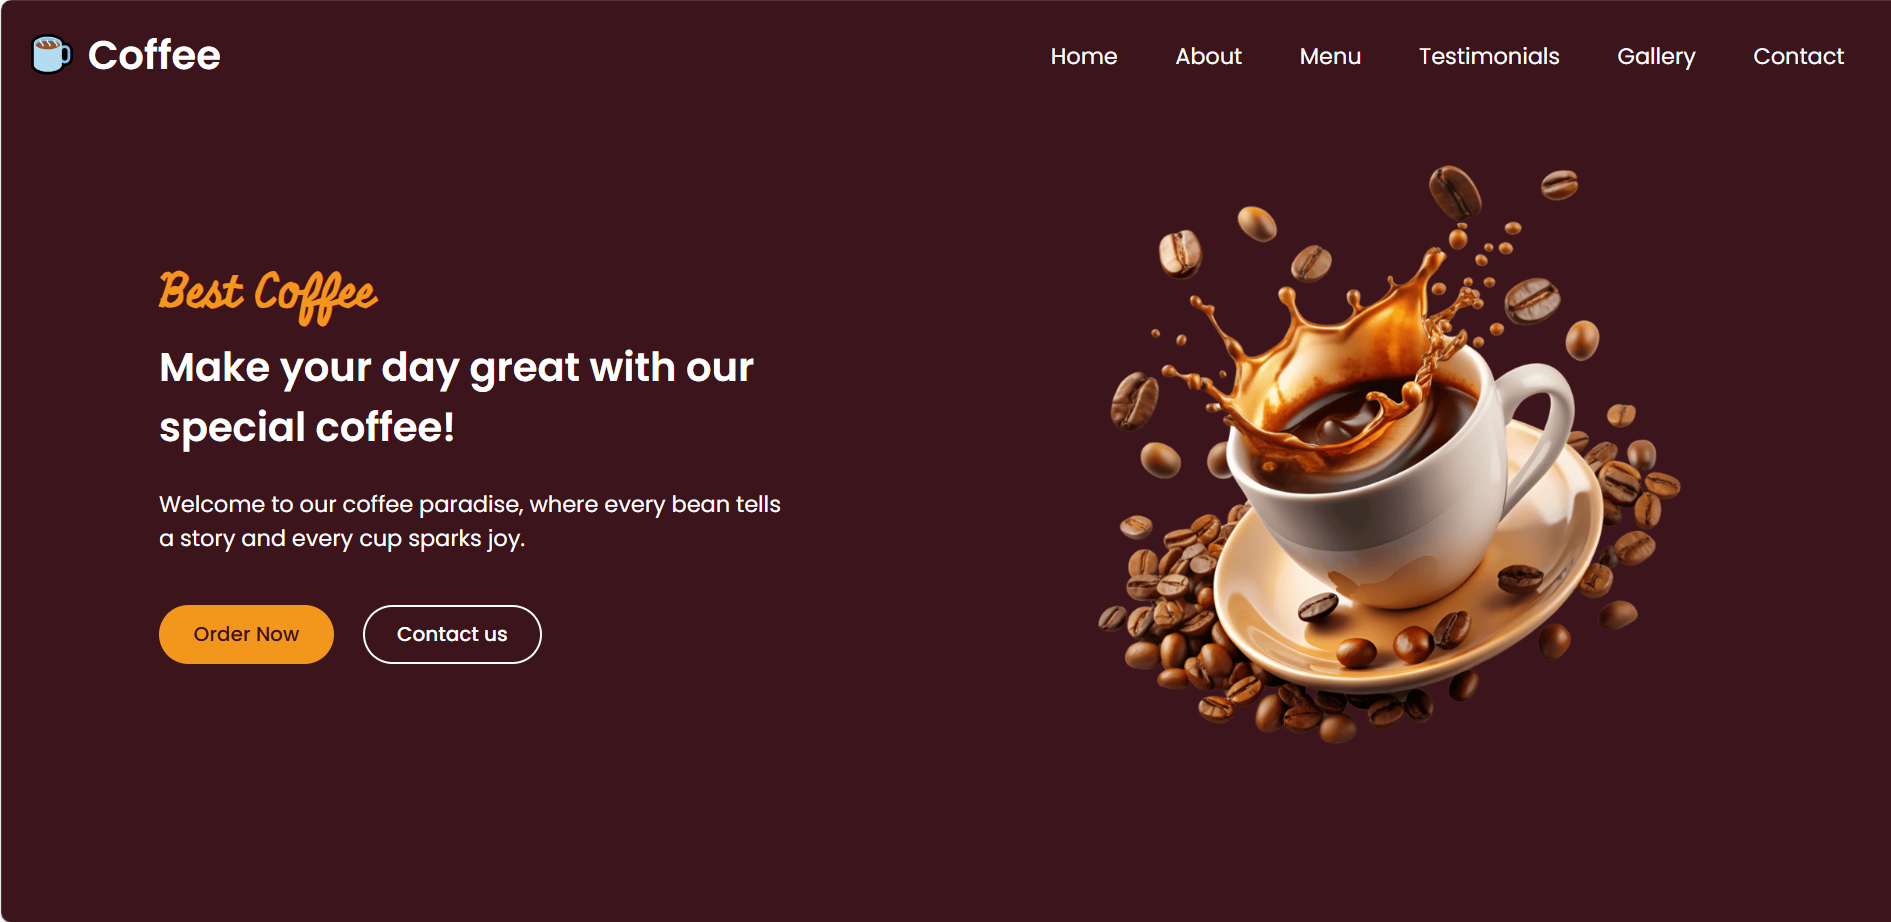 Coffee
Home About Menu Testimonials Gallery Contact
Best Coffee
Make your day great with our
special coffee!
Welcome to our coffee paradise, where every bean tells
a story and every cup sparks joy.
Order Now Contact us